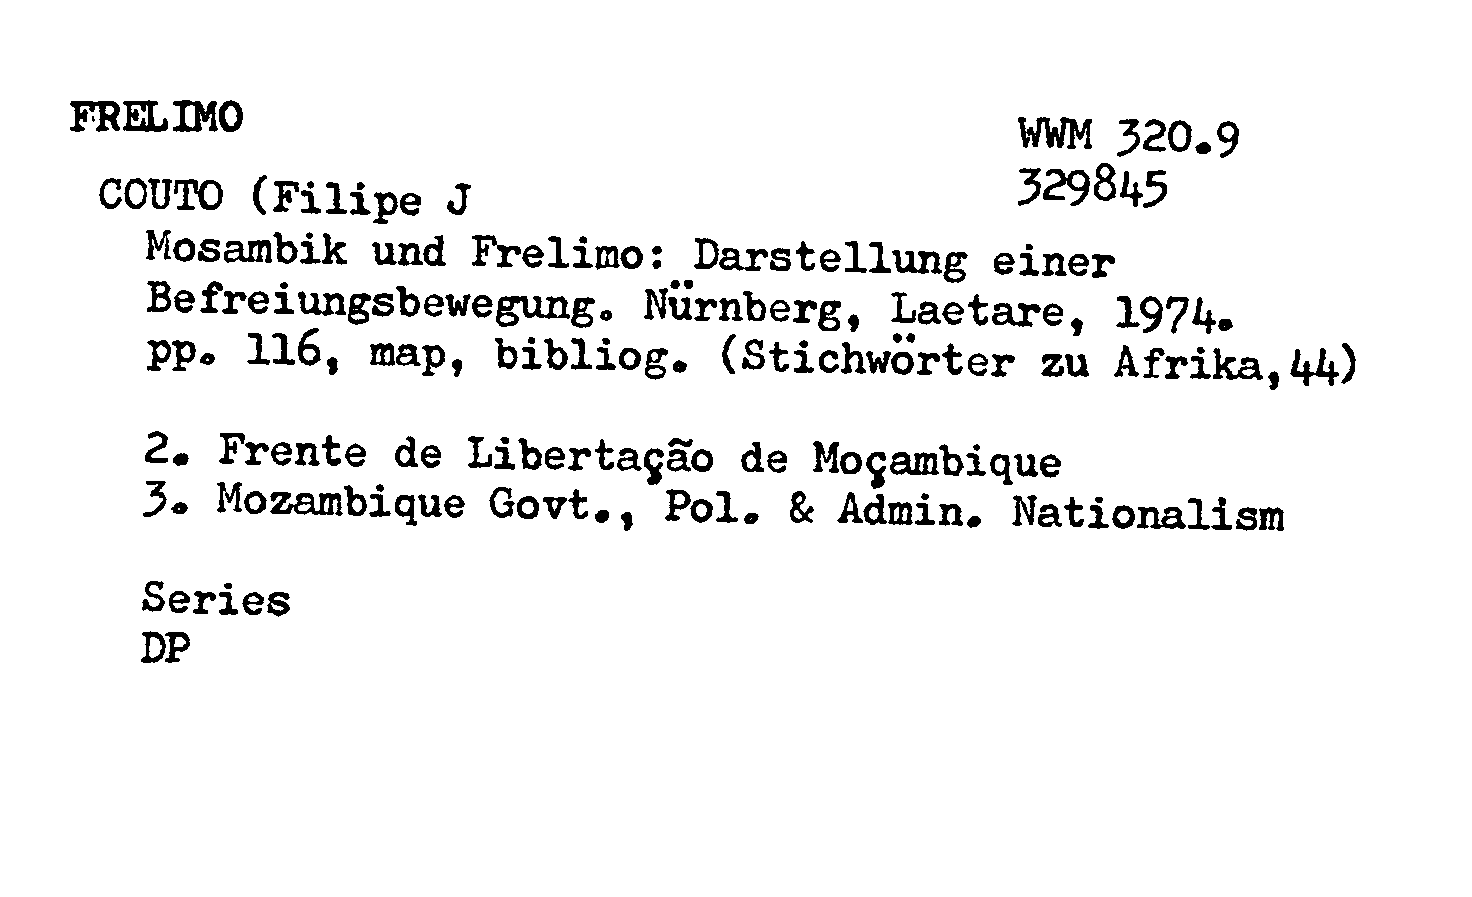 FRELIMO
WWM 320.9
329845
COUTO (Filipe J
Mosambik und Frelimo: Darstellung einer
Befreiungsbewegung. Nürnberg, Laetare, 1974.
pp. 116, map, bibliog. (Stichwörter zu Afrika,44)
2. Frente de Libertação de Moçambique
3. Mozambique Govt., Pol. & Admin. Nationalism
Series
DP